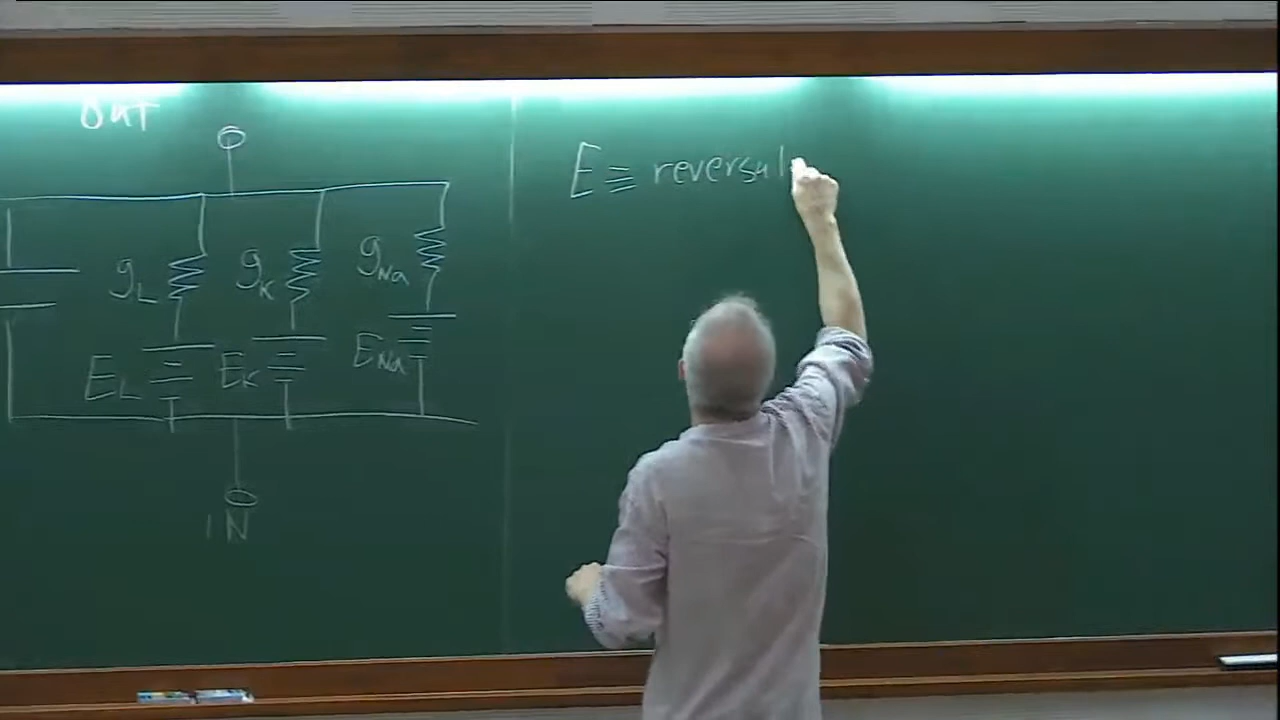 Out
E ≡ reversal
g_L g_K g_Na
E_L E_K E_Na
IN